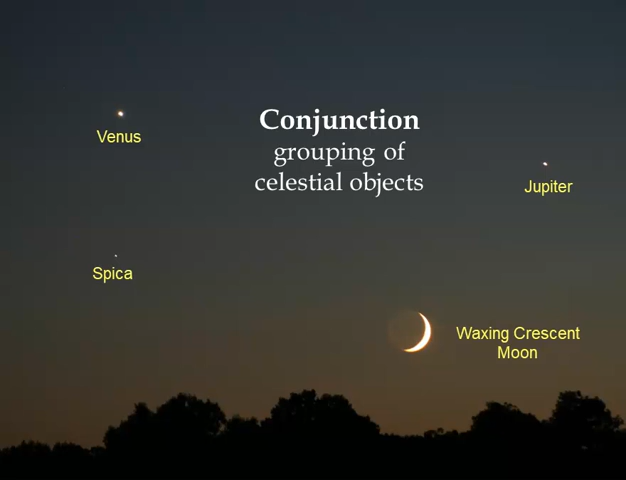 Conjunction
grouping of
celestial objects
Venus
Jupiter
Spica
Waxing Crescent
Moon